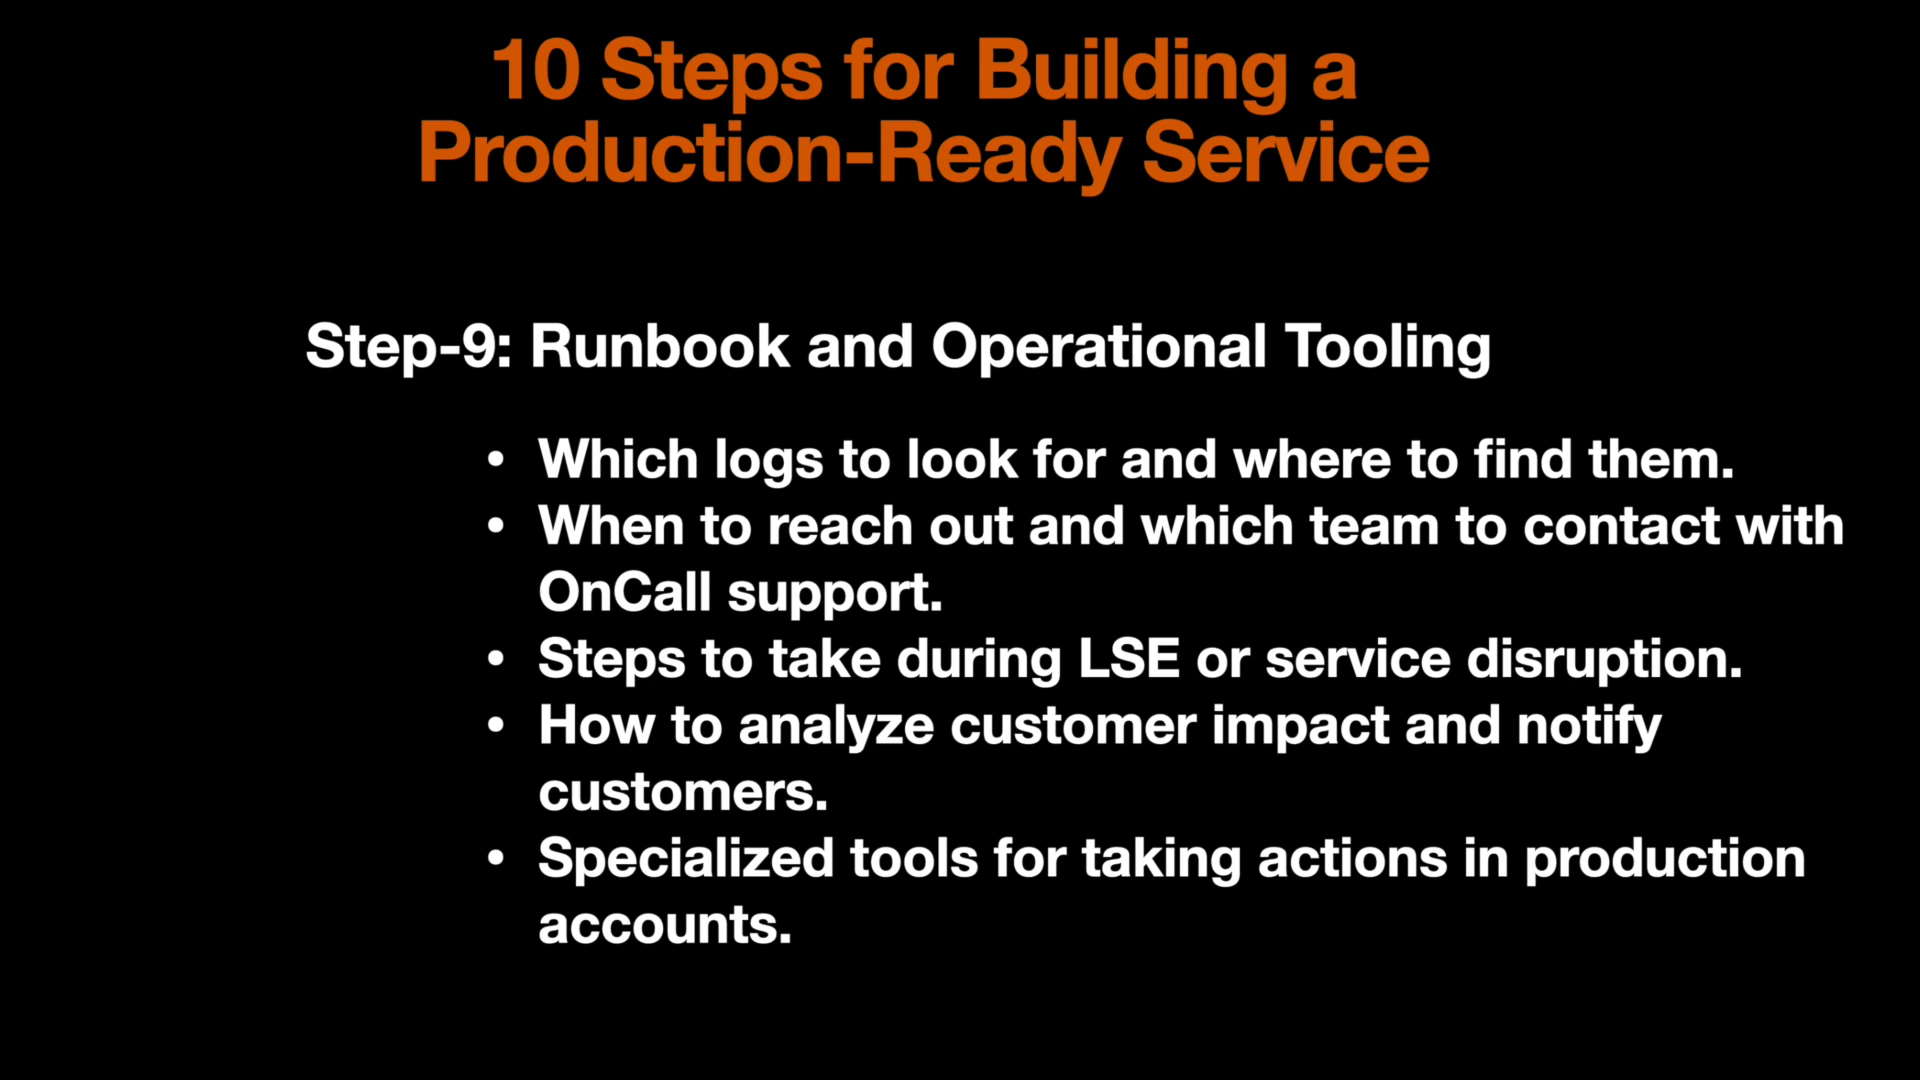 10 Steps for Building a
Production-Ready Service
Step-9: Runbook and Operational Tooling
• Which logs to look for and where to find them.
• When to reach out and which team to contact with
OnCall support.
• Steps to take during LSE or service disruption.
• How to analyze customer impact and notify
customers.
• Specialized tools for taking actions in production
accounts.